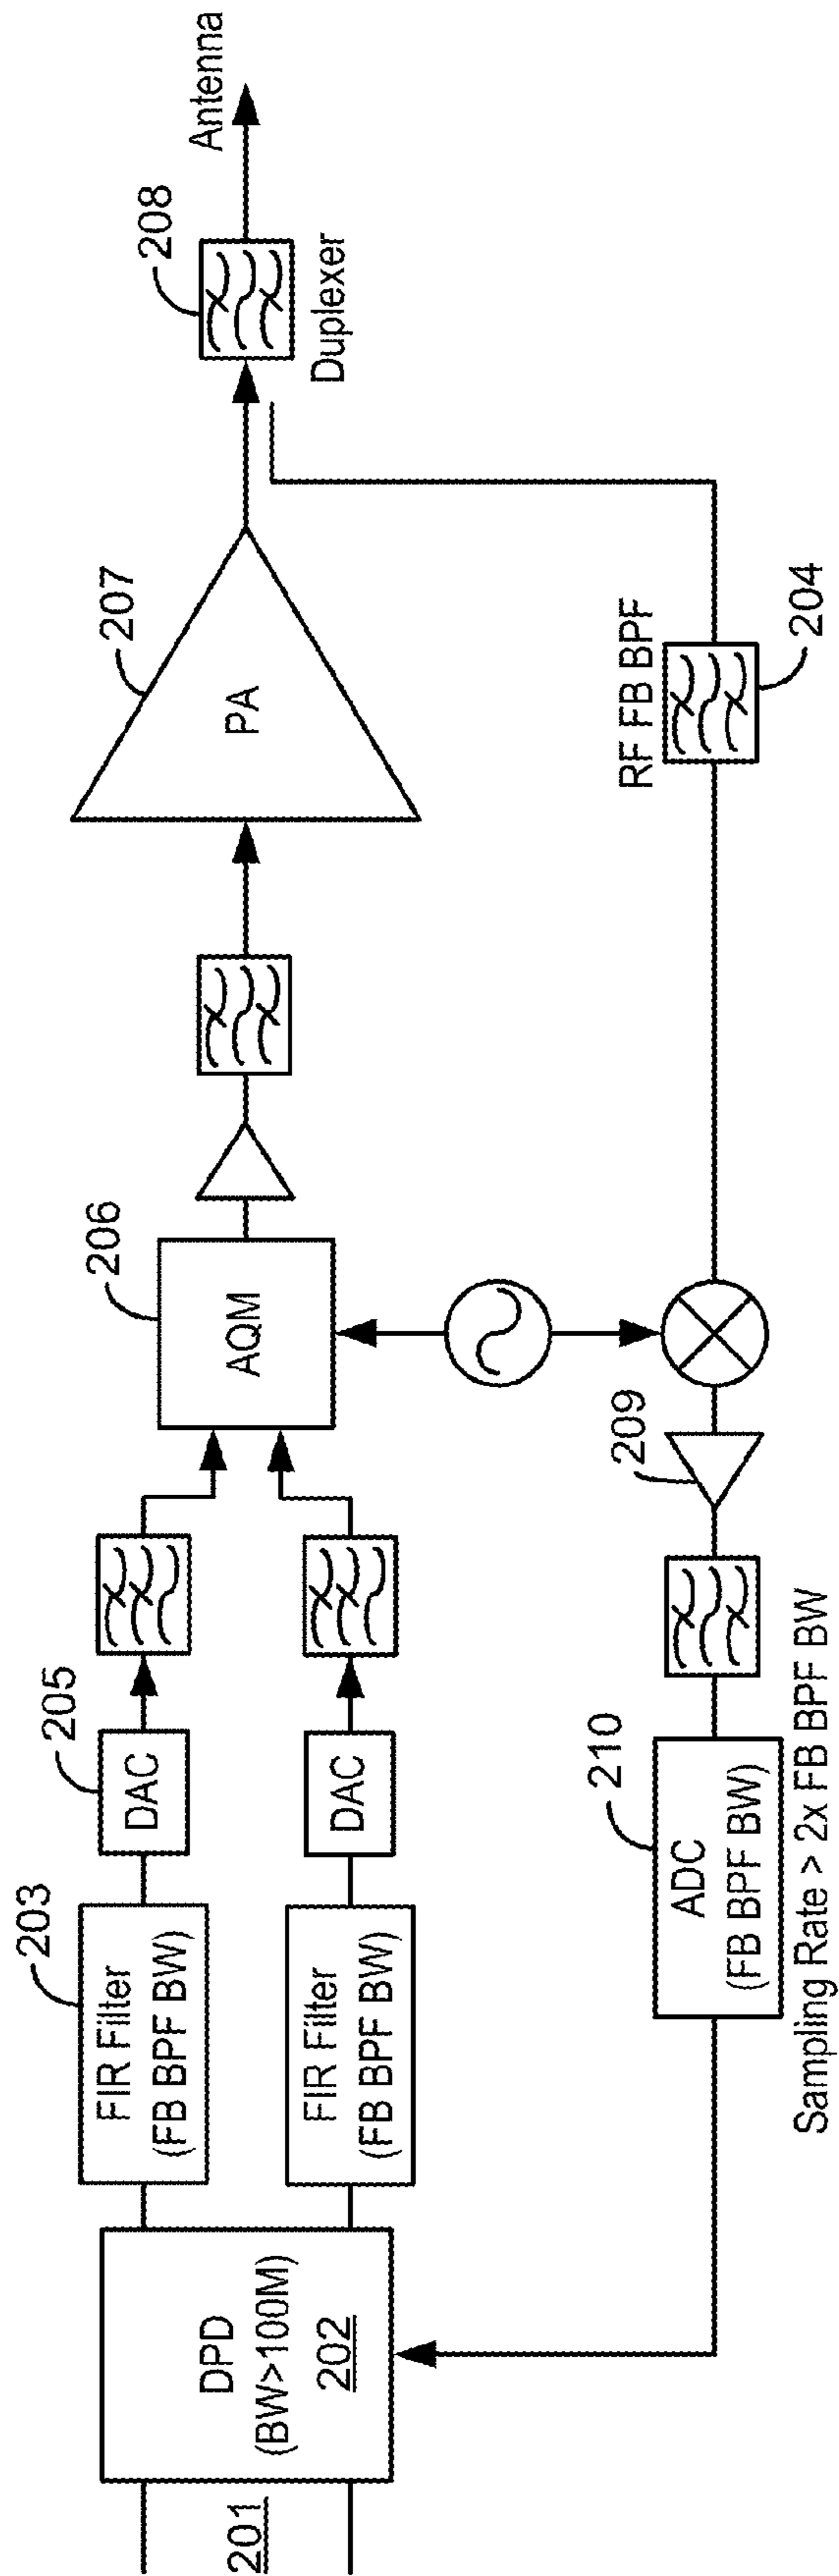 201
DPD
(BW>100M)
202
203
FIR Filter
(FB BPF BW)
FIR Filter
(FB BPF BW)
205
DAC
DAC
206
AQM
207
PA
208
Duplexer
Antenna
RF FB BPF
204
209
210
ADC
(FB BPF BW)
Sampling Rate > 2x FB BPF BW